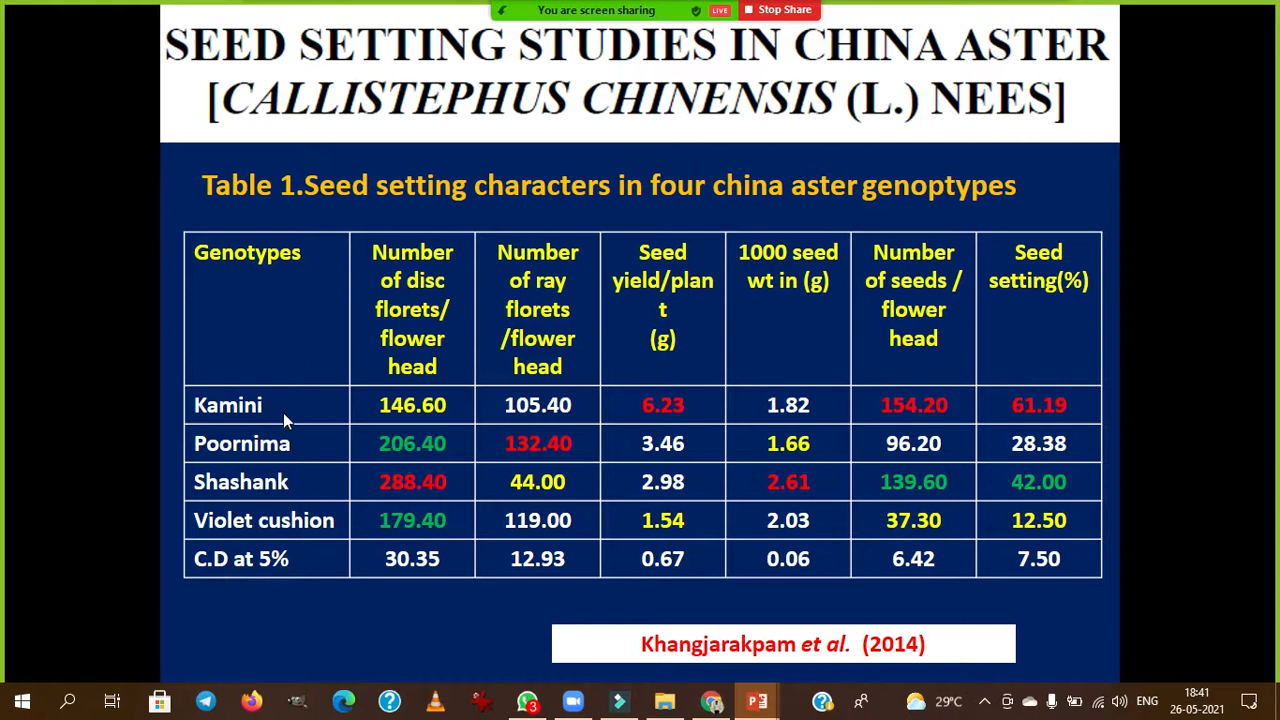 You are screen sharing LIVE Stop Share
SEED SETTING STUDIES IN CHINA ASTER
[CALLISTEPHUS CHINENSIS (L.) NEES]
Table 1.Seed setting characters in four china aster genoptypes
Genotypes Number of disc florets/ flower head Number of ray florets /flower head Seed yield/plan t (g) 1000 seed wt in (g) Number of seeds / flower head Seed setting(%)
Kamini 146.60 105.40 6.23 1.82 154.20 61.19
Poornima 206.40 132.40 3.46 1.66 96.20 28.38
Shashank 288.40 44.00 2.98 2.61 139.60 42.00
Violet cushion 179.40 119.00 1.54 2.03 37.30 12.50
C.D at 5% 30.35 12.93 0.67 0.06 6.42 7.50
Khangjarakpam et al. (2014)
3 29°C ENG 18:41
26-05-2021